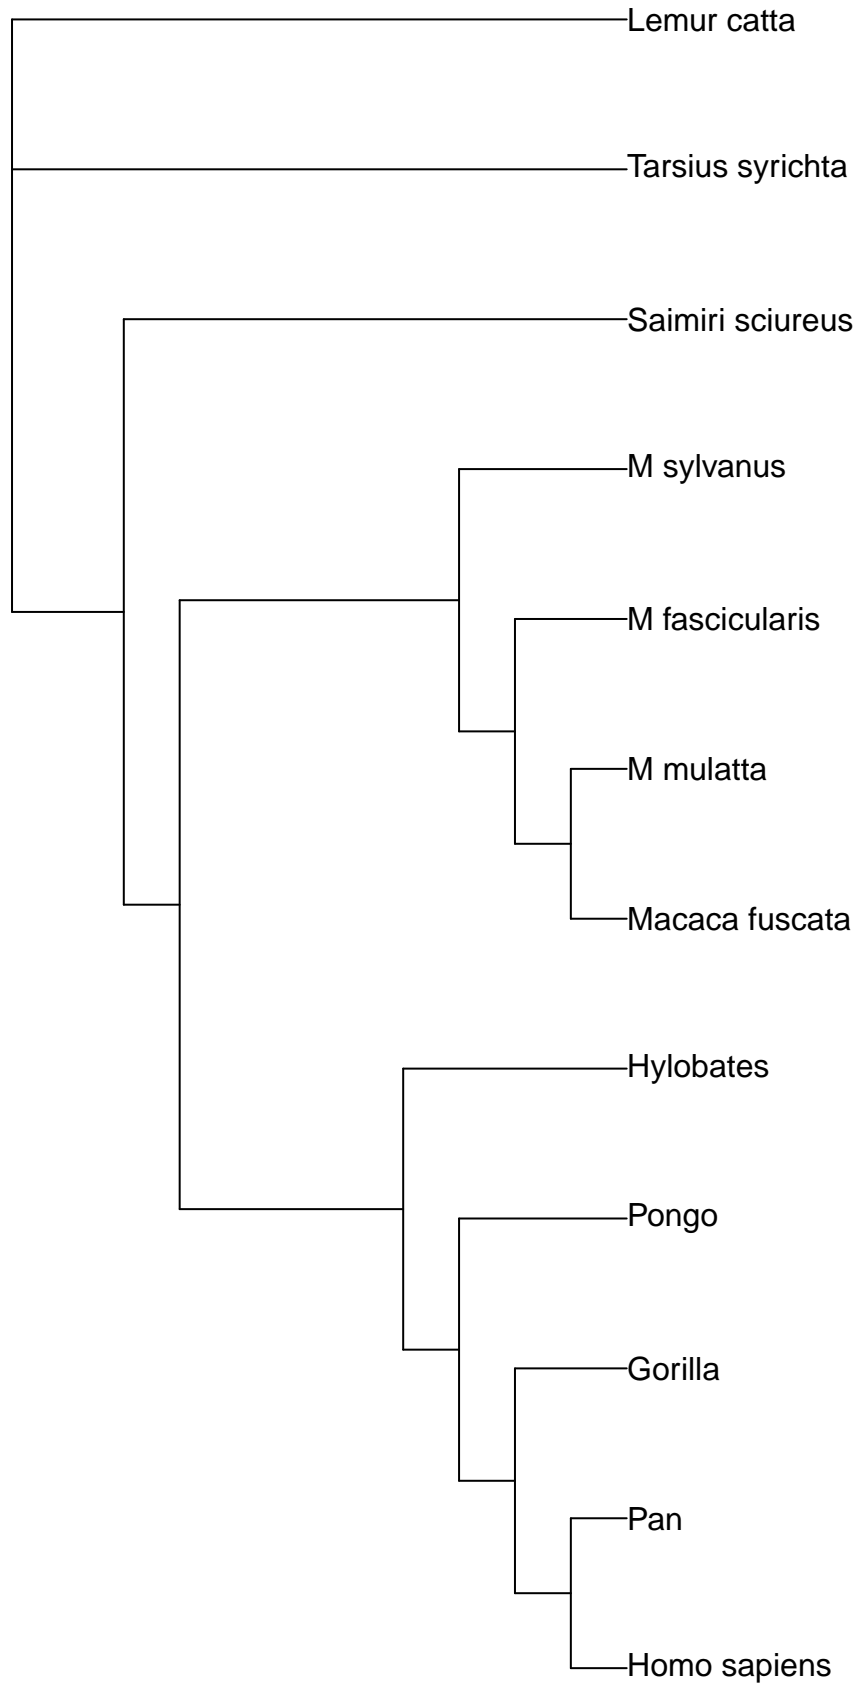 Lemur catta
Tarsius syrichta
Saimiri sciureus
M sylvanus
M fascicularis
M mulatta
Macaca fuscata
Hylobates
Pongo
Gorilla
Pan
Homo sapiens